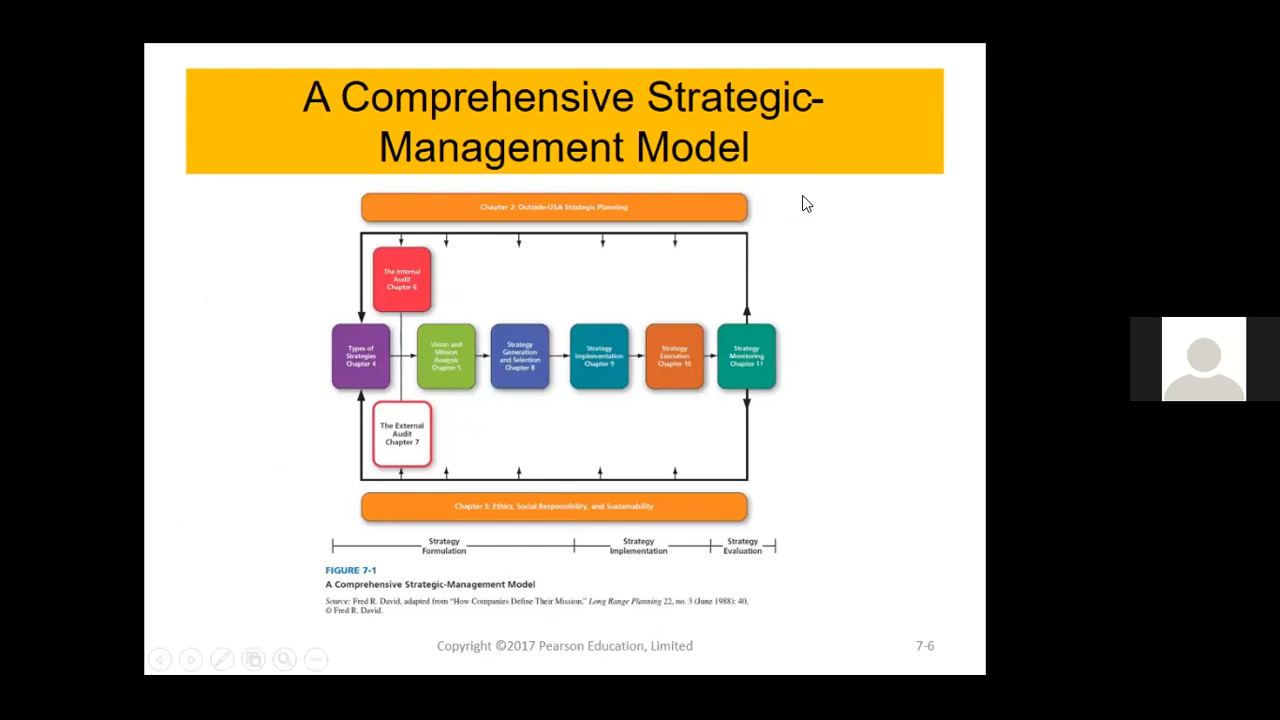 A Comprehensive Strategic-
Management Model
Chapter 2: Outside-USA Strategic Planning
The Internal
Audit
Chapter 6
Types of
Strategies
Chapter 4
Vision and
Mission
Analysis
Chapter 5
Strategy
Generation
and Selection
Chapter 8
Strategy
Implementation
Chapter 9
Strategy
Execution
Chapter 10
Strategy
Monitoring
Chapter 11
The External
Audit
Chapter 7
Chapter 3: Ethics, Social Responsibility, and Sustainability
Strategy
Formulation
Strategy
Implementation
Strategy
Evaluation
FIGURE 7-1
A Comprehensive Strategic-Management Model
Source: Fred R. David, adapted from "How Companies Define Their Mission," Long Range Planning 22, no. 3 (June 1988): 40,
© Fred R. David.
Copyright ©2017 Pearson Education, Limited
7-6